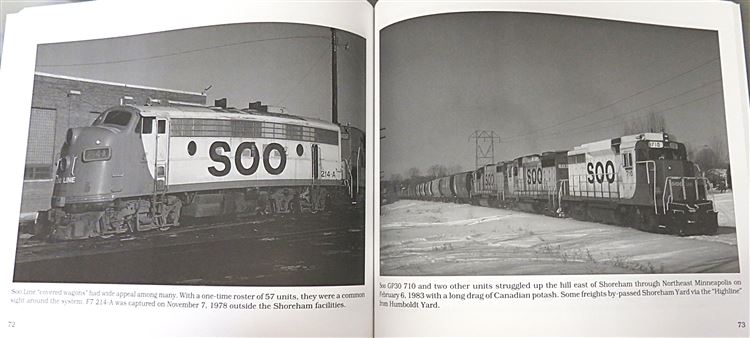 SOO
LINE
214-A
Soo Line "covered wagons" had wide appeal among many. With a one-time roster of 57 units, they were a common
sight around the system. F7 214-A was captured on November 7, 1978 outside the Shoreham facilities.
72
SOO
SOO
SOO
710
SOO
Soo GP30 710 and two other units struggled up the hill east of Shoreham through Northeast Minneapolis on
February 6, 1983 with a long drag of Canadian potash. Some freights by-passed Shoreham Yard via the "Highline"
from Humboldt Yard.
73